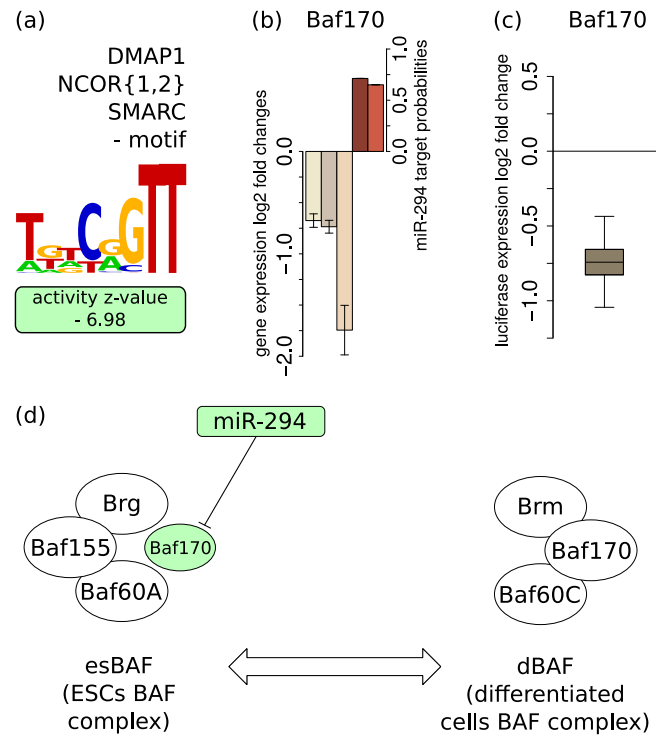 (a)
DMAP1
NCOR{1,2}
SMARC
- motif
activity z-value
- 6.98
(b)
Baf170
gene expression log2 fold changes
0.0
−1.0
−2.0
miR-294 target probabilities
1.0
0.5
0.0
(c)
Baf170
luciferase expression log2 fold change
0.5
0.0
−0.5
−1.0
(d)
miR-294
Brg
Baf155
Baf170
Baf60A
esBAF
(ESCs BAF
complex)
Brm
Baf170
Baf60C
dBAF
(differentiated
cells BAF complex)